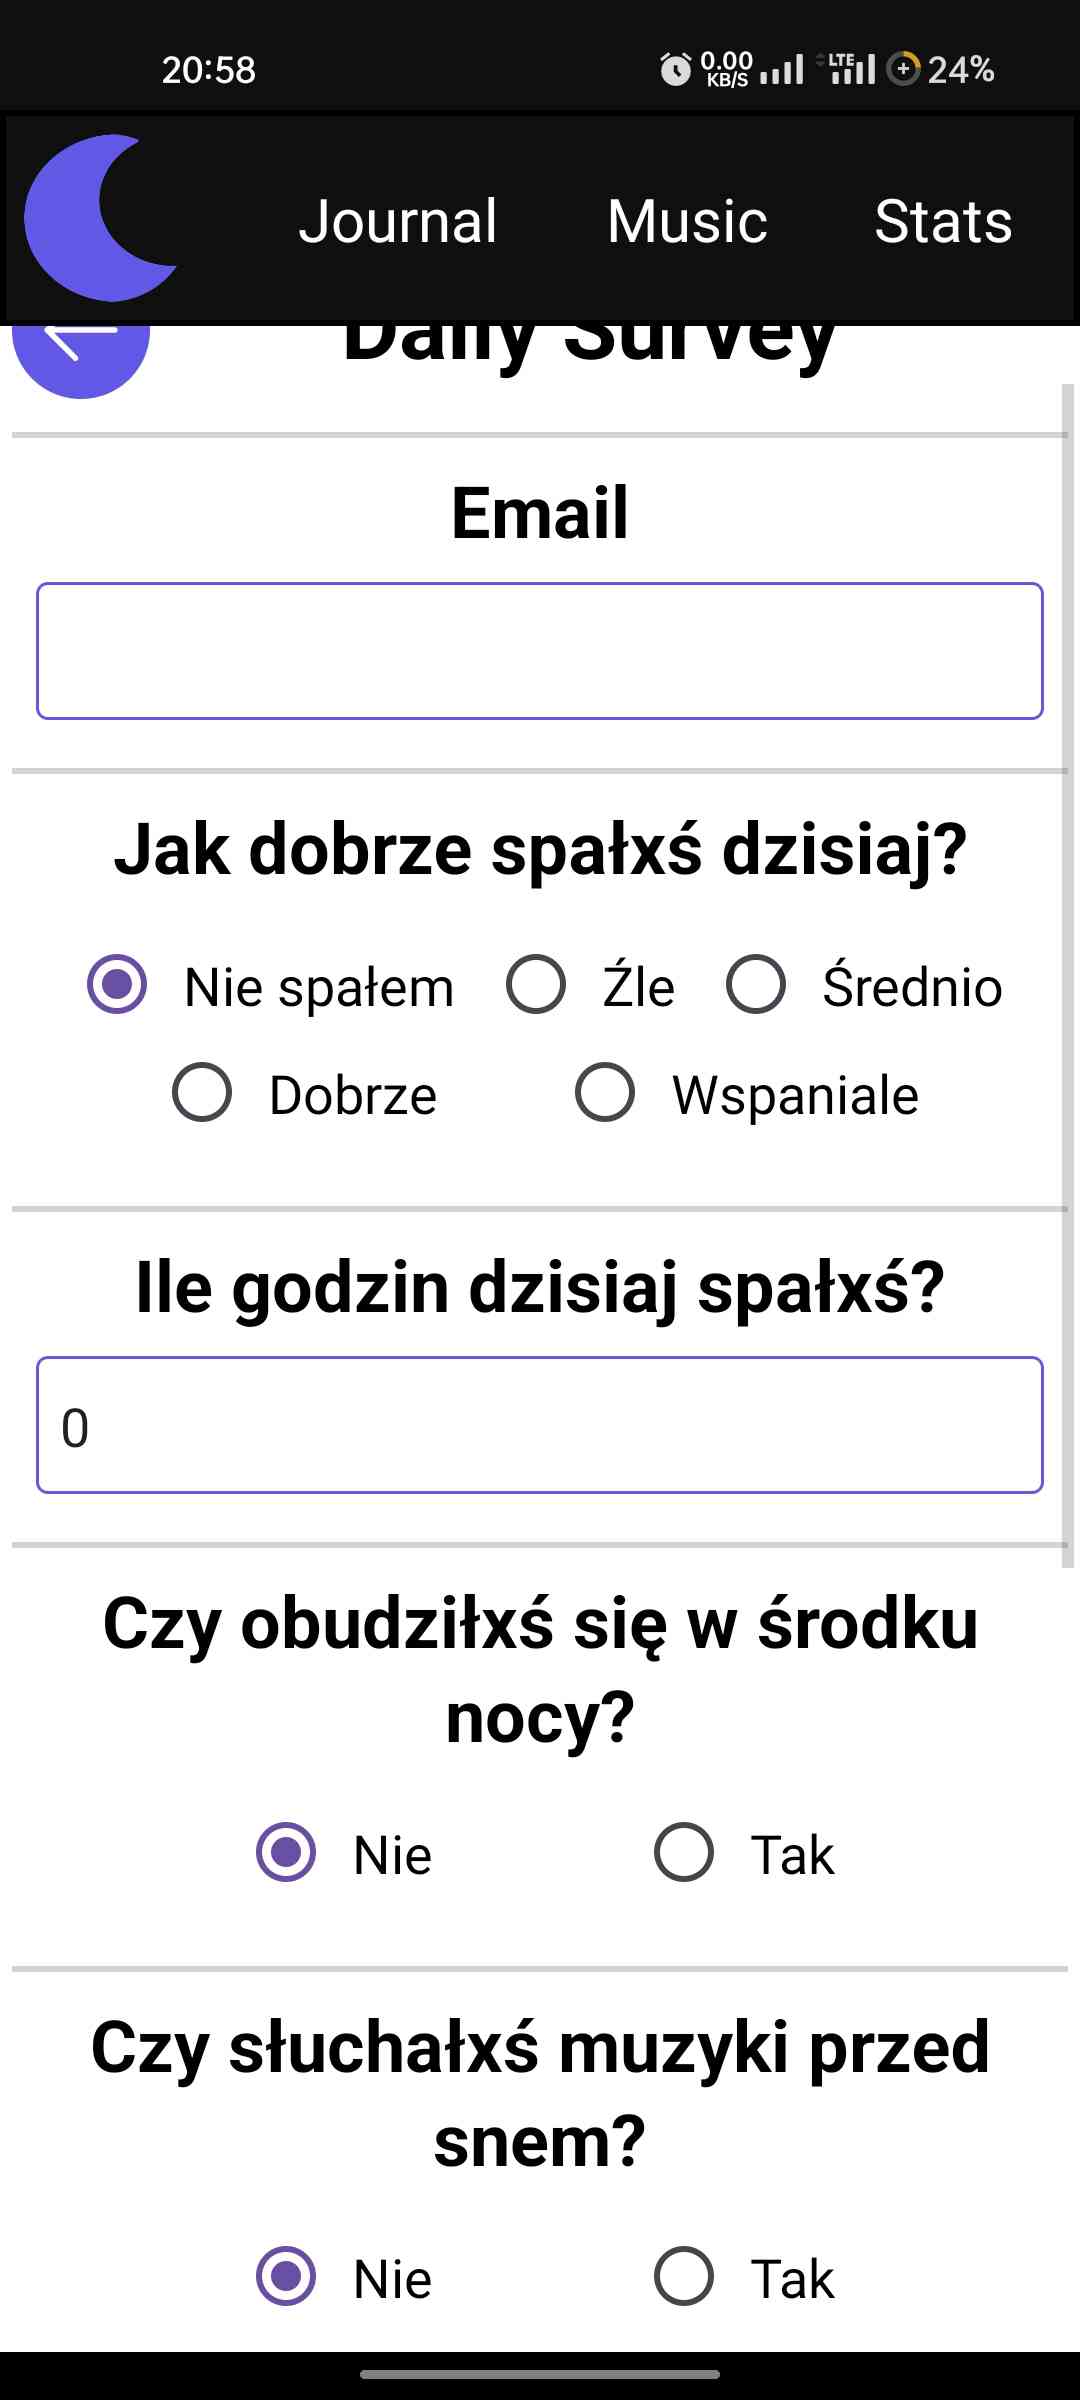 20:58
0.00
KB/S
LTE
24%
Journal Music Stats
Daily Survey
Email
Jak dobrze spałxś dzisiaj?
Nie spałem Źle Średnio
Dobrze Wspaniale
Ile godzin dzisiaj spałxś?
0
Czy obudziłxś się w środku
nocy?
Nie Tak
Czy słuchałxś muzyki przed
snem?
Nie Tak